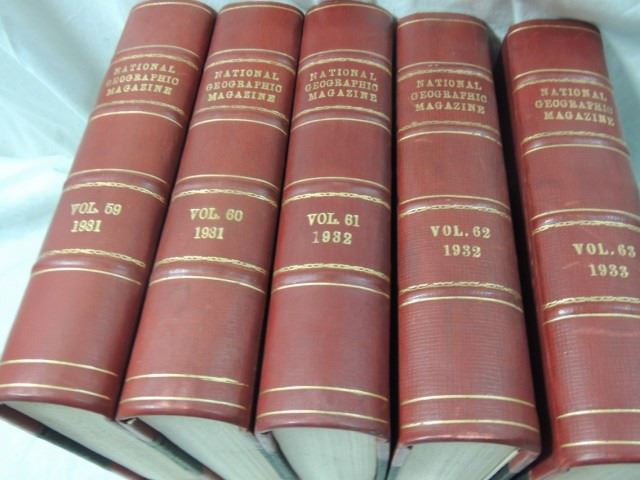 NATIONAL
GEOGRAPHIC
MAGAZINE
VOL. 59
1931
NATIONAL
GEOGRAPHIC
MAGAZINE
VOL. 60
1931
NATIONAL
GEOGRAPHIC
MAGAZINE
VOL. 61
1932
NATIONAL
GEOGRAPHIC
MAGAZINE
VOL. 62
1932
NATIONAL
GEOGRAPHIC
MAGAZINE
VOL. 63
1933